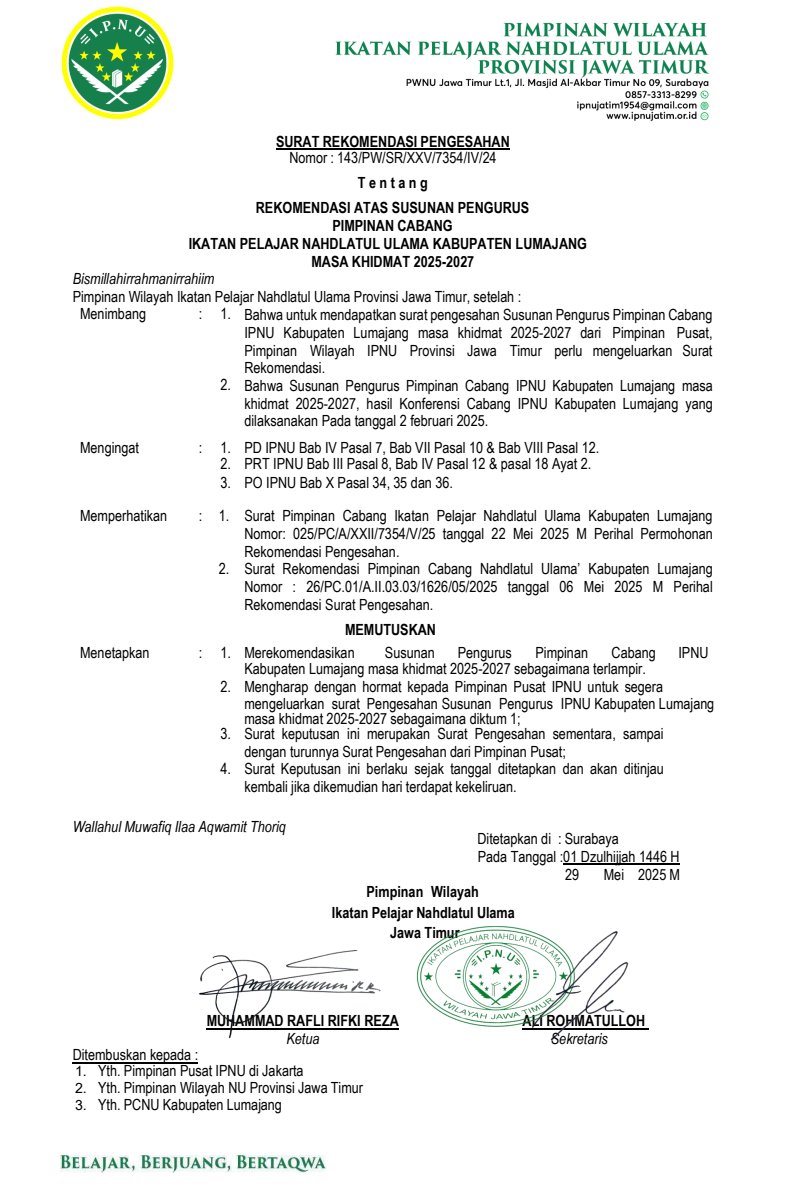 I.P.N.U
PIMPINAN WILAYAH
IKATAN PELAJAR NAHDLATUL ULAMA
PROVINSI JAWA TIMUR
PWNU Jawa Timur Lt.1, Jl. Masjid Al-Akbar Timur No 09, Surabaya
0857-3313-8299
ipnujatim1954@gmail.com
www.ipnujatim.or.id
SURAT REKOMENDASI PENGESAHAN
Nomor : 143/PW/SR/XXV/7354/IV/24
T e n t a n g
REKOMENDASI ATAS SUSUNAN PENGURUS
PIMPINAN CABANG
IKATAN PELAJAR NAHDLATUL ULAMA KABUPATEN LUMAJANG
MASA KHIDMAT 2025-2027
Bismillahirrahmanirrahiim
Pimpinan Wilayah Ikatan Pelajar Nahdlatul Ulama Provinsi Jawa Timur, setelah :
Menimbang : 1. Bahwa untuk mendapatkan surat pengesahan Susunan Pengurus Pimpinan Cabang
IPNU Kabupaten Lumajang masa khidmat 2025-2027 dari Pimpinan Pusat,
Pimpinan Wilayah IPNU Provinsi Jawa Timur perlu mengeluarkan Surat
Rekomendasi.
2. Bahwa Susunan Pengurus Pimpinan Cabang IPNU Kabupaten Lumajang masa
khidmat 2025-2027, hasil Konferensi Cabang IPNU Kabupaten Lumajang yang
dilaksanakan Pada tanggal 2 februari 2025.
Mengingat : 1. PD IPNU Bab IV Pasal 7, Bab VII Pasal 10 & Bab VIII Pasal 12.
2. PRT IPNU Bab III Pasal 8, Bab IV Pasal 12 & pasal 18 Ayat 2.
3. PO IPNU Bab X Pasal 34, 35 dan 36.
Memperhatikan : 1. Surat Pimpinan Cabang Ikatan Pelajar Nahdlatul Ulama Kabupaten Lumajang
Nomor: 025/PC/A/XXII/7354/V/25 tanggal 22 Mei 2025 M Perihal Permohonan
Rekomendasi Pengesahan.
2. Surat Rekomendasi Pimpinan Cabang Nahdlatul Ulama’ Kabupaten Lumajang
Nomor : 26/PC.01/A.II.03.03/1626/05/2025 tanggal 06 Mei 2025 M Perihal
Rekomendasi Surat Pengesahan.
MEMUTUSKAN
Menetapkan : 1. Merekomendasikan Susunan Pengurus Pimpinan Cabang IPNU
Kabupaten Lumajang masa khidmat 2025-2027 sebagaimana terlampir.
2. Mengharap dengan hormat kepada Pimpinan Pusat IPNU untuk segera
mengeluarkan surat Pengesahan Susunan Pengurus IPNU Kabupaten Lumajang
masa khidmat 2025-2027 sebagaimana diktum 1;
3. Surat keputusan ini merupakan Surat Pengesahan sementara, sampai
dengan turunnya Surat Pengesahan dari Pimpinan Pusat;
4. Surat Keputusan ini berlaku sejak tanggal ditetapkan dan akan ditinjau
kembali jika dikemudian hari terdapat kekeliruan.
Wallahul Muwafiq Ilaa Aqwamit Thoriq
Ditetapkan di : Surabaya
Pada Tanggal :01 Dzulhijjah 1446 H
29 Mei 2025 M
Pimpinan Wilayah
Ikatan Pelajar Nahdlatul Ulama
Jawa Timur
IKATAN PELAJAR NAHDLATUL ULAMA
I.P.N.U
WILAYAH JAWA TIMUR
MUHAMMAD RAFLI RIFKI REZA ALI ROHMATULLOH
Ketua Sekretaris
Ditembuskan kepada :
1. Yth. Pimpinan Pusat IPNU di Jakarta
2. Yth. Pimpinan Wilayah NU Provinsi Jawa Timur
3. Yth. PCNU Kabupaten Lumajang
BELAJAR, BERJUANG, BERTAQWA